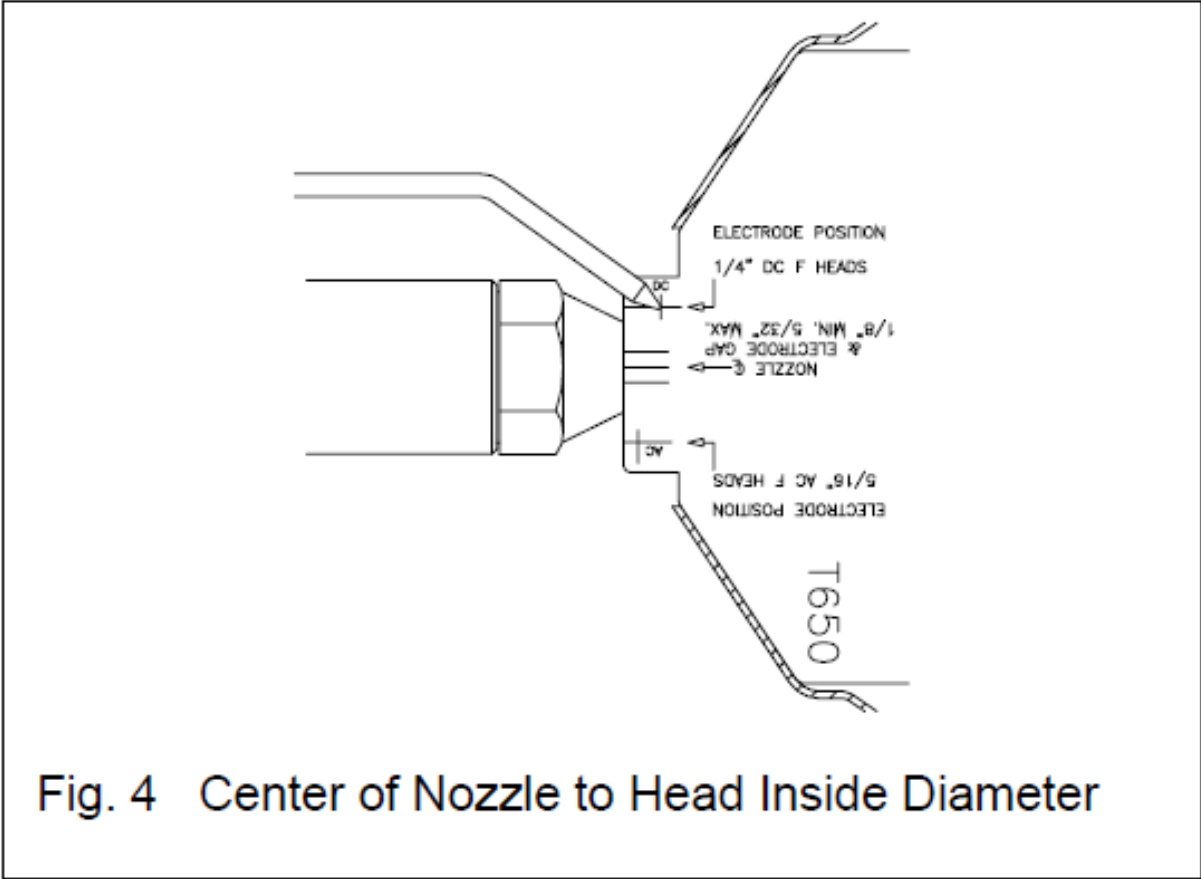 ELECTRODE POSITION
1/4" DC F HEADS
DC
NOZZLE ℄
& ELECTRODE GAP
1/8" MIN. 5/32" MAX.
AC
ELECTRODE POSITION
5/16" AC F HEADS
T650
Fig. 4 Center of Nozzle to Head Inside Diameter